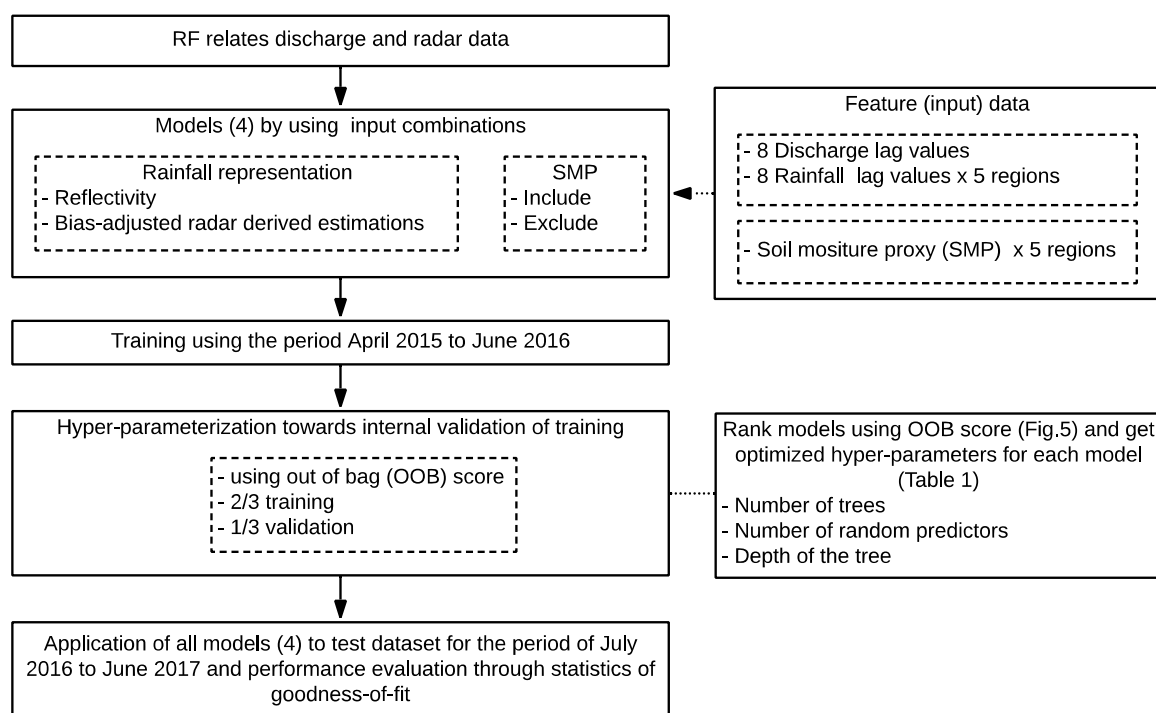 RF relates discharge and radar data
Models (4) by using input combinations
Rainfall representation
- Reflectivity
- Bias-adjusted radar derived estimations
SMP
- Include
- Exclude
Feature (input) data
- 8 Discharge lag values
- 8 Rainfall lag values x 5 regions
- Soil mositure proxy (SMP) x 5 regions
Training using the period April 2015 to June 2016
Hyper-parameterization towards internal validation of training
- using out of bag (OOB) score
- 2/3 training
- 1/3 validation
Rank models using OOB score (Fig.5) and get
optimized hyper-parameters for each model
(Table 1)
- Number of trees
- Number of random predictors
- Depth of the tree
Application of all models (4) to test dataset for the period of July
2016 to June 2017 and performance evaluation through statistics of
goodness-of-fit